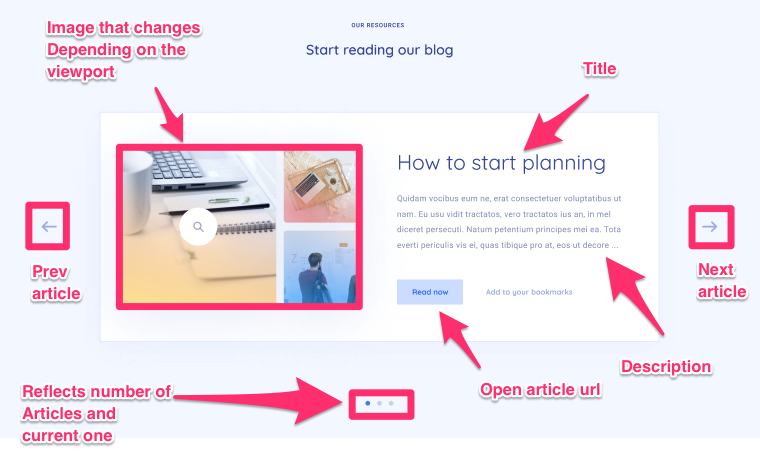 Image that changes
Depending on the
viewport
OUR RESOURCES
Start reading our blog
Title
How to start planning
Quidam vocibus eum ne, erat consectetuer voluptatibus ut
nam. Eu usu vidit tractatos, vero tractatos ius an, in mel
diceret persecuti. Natum petentium principes mei ea. Tota
everti periculis vis ei, quas tibique pro at, eos ut decore ...
Prev
article
Next
article
Read now
Add to your bookmarks
Description
Open article url
Reflects number of
Articles and
current one